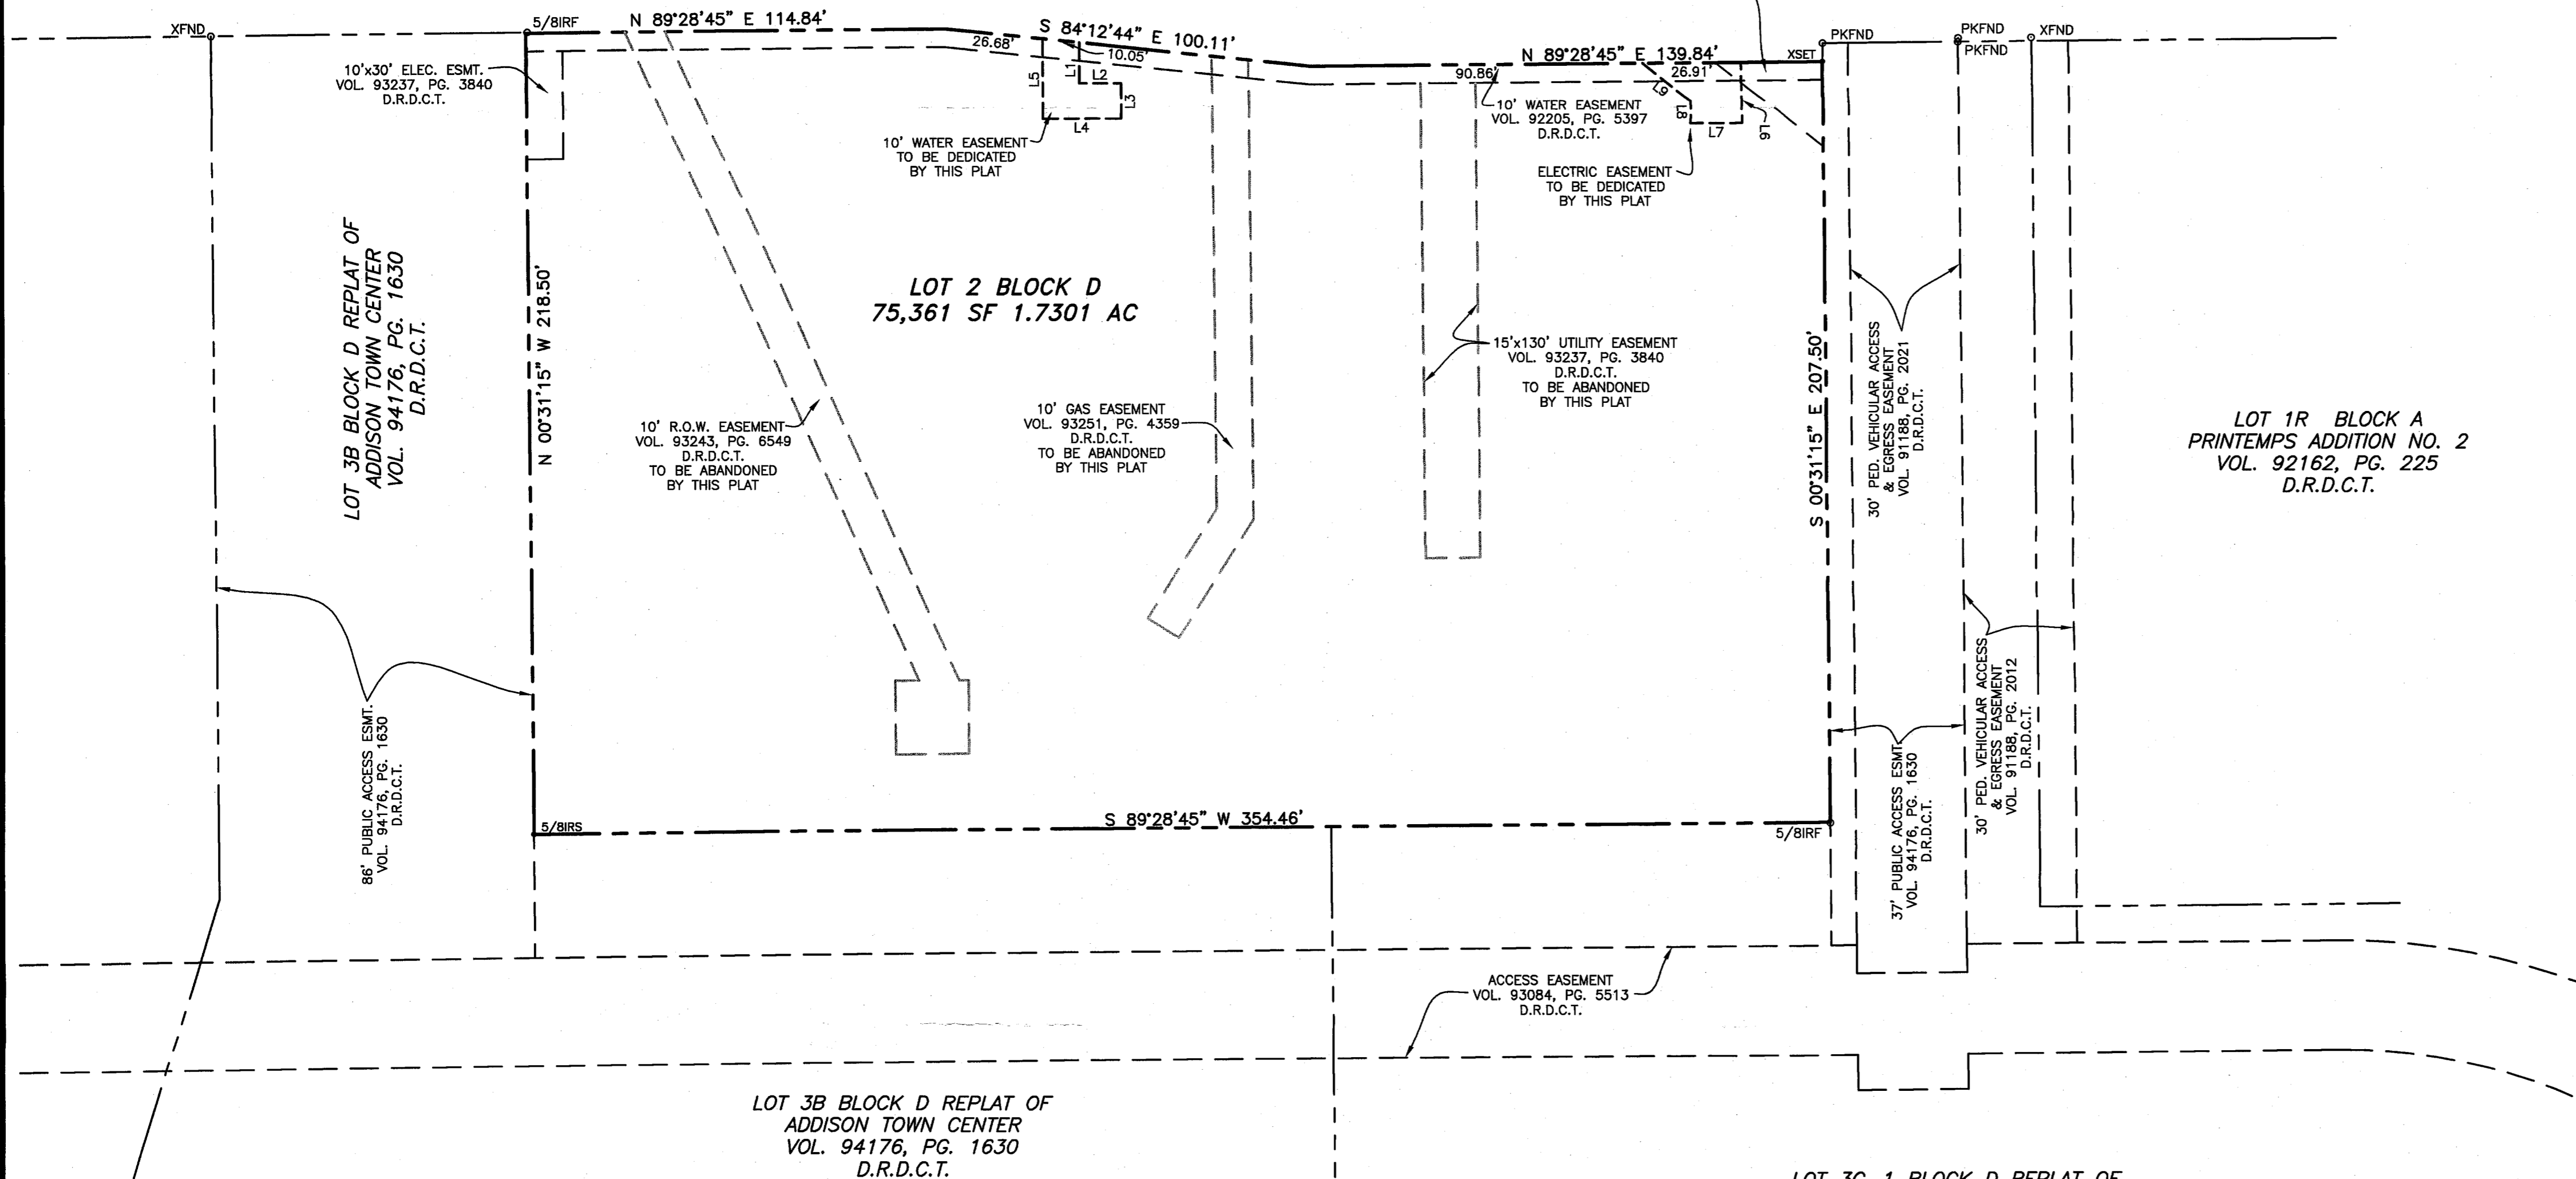 XFND
5/8IRF
N 89°28'45" E 114.84'
S 84°12'44" E 100.11'
26.68'
10.05'
N 89°28'45" E 139.84'
90.86'
26.91'
XSET
PKFND
PKFND
PKFND
XFND
10'x30' ELEC. ESMT.
VOL. 93237, PG. 3840
D.R.D.C.T.
L5
L1
L2
L3
L4
10' WATER EASEMENT
TO BE DEDICATED
BY THIS PLAT
10' WATER EASEMENT
VOL. 92205, PG. 5397
D.R.D.C.T.
L9
L8
L7
L6
ELECTRIC EASEMENT
TO BE DEDICATED
BY THIS PLAT
LOT 3B BLOCK D REPLAT OF
ADDISON TOWN CENTER
VOL. 94176, PG. 1630
D.R.D.C.T.
N 00°31'15" W 218.50'
LOT 2 BLOCK D
75,361 SF 1.7301 AC
10' R.O.W. EASEMENT
VOL. 93243, PG. 6549
D.R.D.C.T.
TO BE ABANDONED
BY THIS PLAT
10' GAS EASEMENT
VOL. 93251, PG. 4359
D.R.D.C.T.
TO BE ABANDONED
BY THIS PLAT
15'x130' UTILITY EASEMENT
VOL. 93237, PG. 3840
D.R.D.C.T.
TO BE ABANDONED
BY THIS PLAT
S 00°31'15" E 207.50'
30' PED. VEHICULAR ACCESS
& EGRESS EASEMENT
VOL. 91188, PG. 2021
D.R.D.C.T.
LOT 1R BLOCK A
PRINTEMPS ADDITION NO. 2
VOL. 92162, PG. 225
D.R.D.C.T.
86' PUBLIC ACCESS ESMT.
VOL. 94176, PG. 1630
D.R.D.C.T.
37' PUBLIC ACCESS ESMT.
VOL. 94176, PG. 1630
D.R.D.C.T.
30' PED. VEHICULAR ACCESS
& EGRESS EASEMENT
VOL. 91188, PG. 2012
D.R.D.C.T.
5/8IRS
S 89°28'45" W 354.46'
5/8IRF
ACCESS EASEMENT
VOL. 93084, PG. 5513
D.R.D.C.T.
LOT 3B BLOCK D REPLAT OF
ADDISON TOWN CENTER
VOL. 94176, PG. 1630
D.R.D.C.T.
LOT 3C-1 BLOCK D REPLAT OF